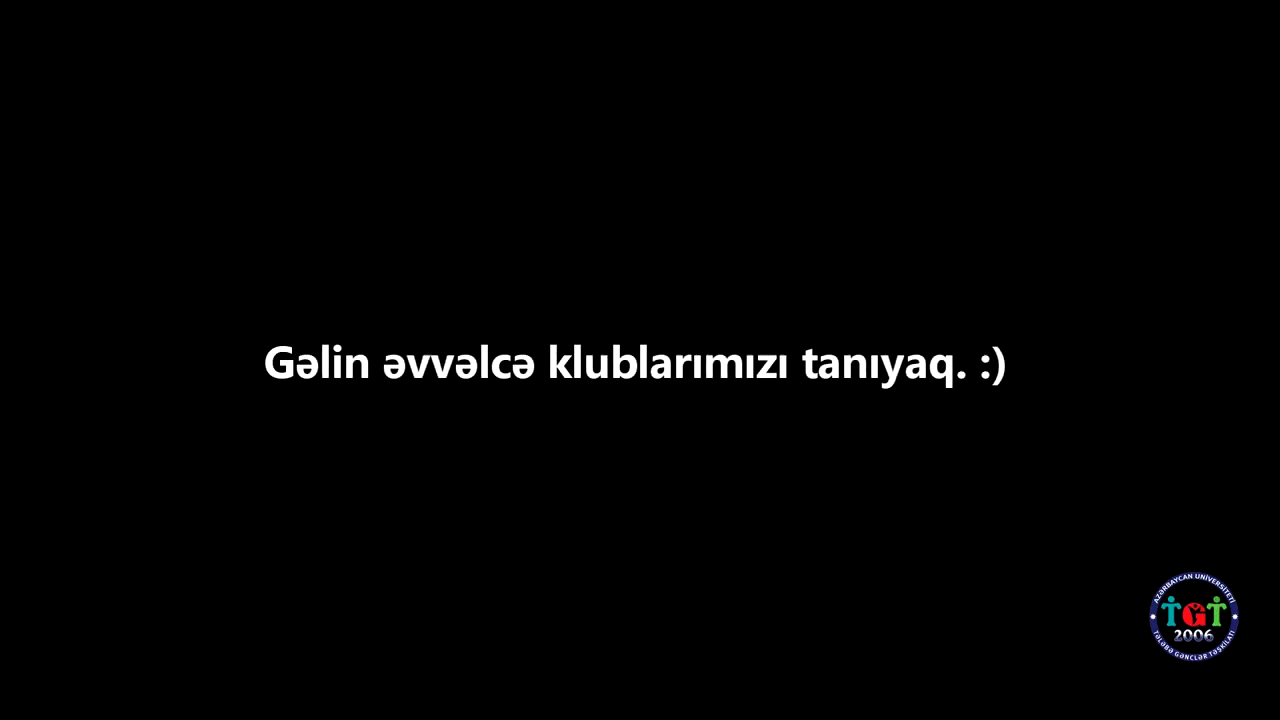 Gəlin əvvəlcə klublarımızı tanıyaq. :)
AZƏRBAYCAN UNİVERSİTETİ
TGT
2006
TƏLƏBƏ GƏNCLƏR TƏŞKİLATI